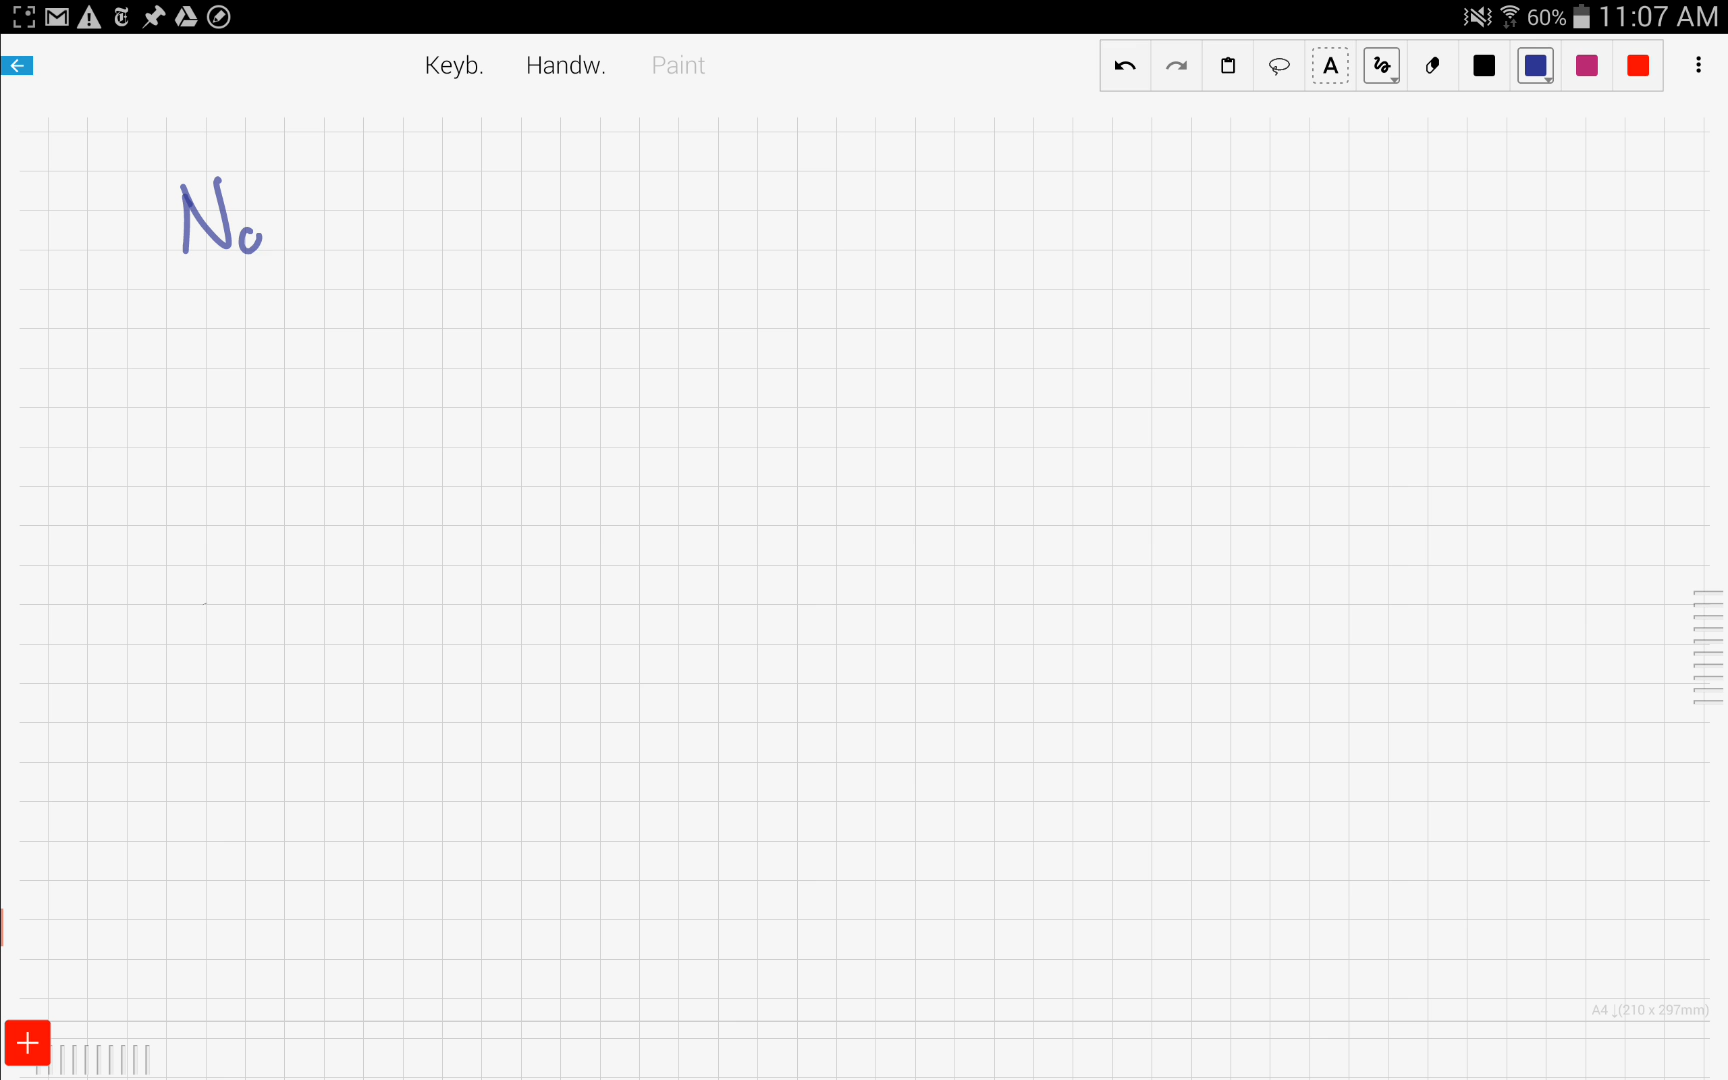 60% 11:07 AM
Keyb. Handw. Paint A
No
A4 ↓(210 x 297mm)